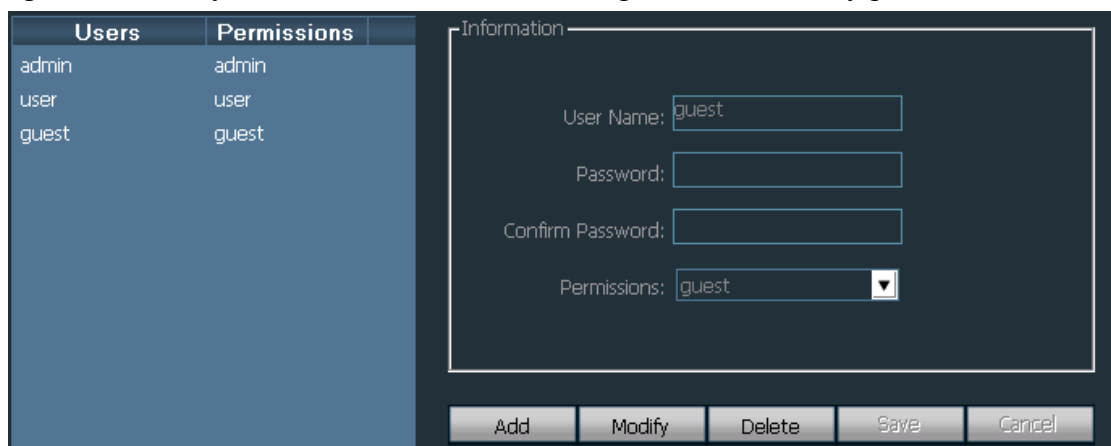 Users Permissions
admin admin
user user
guest guest
Information
User Name: guest
Password:
Confirm Password:
Permissions: guest
Add Modify Delete Save Cancel